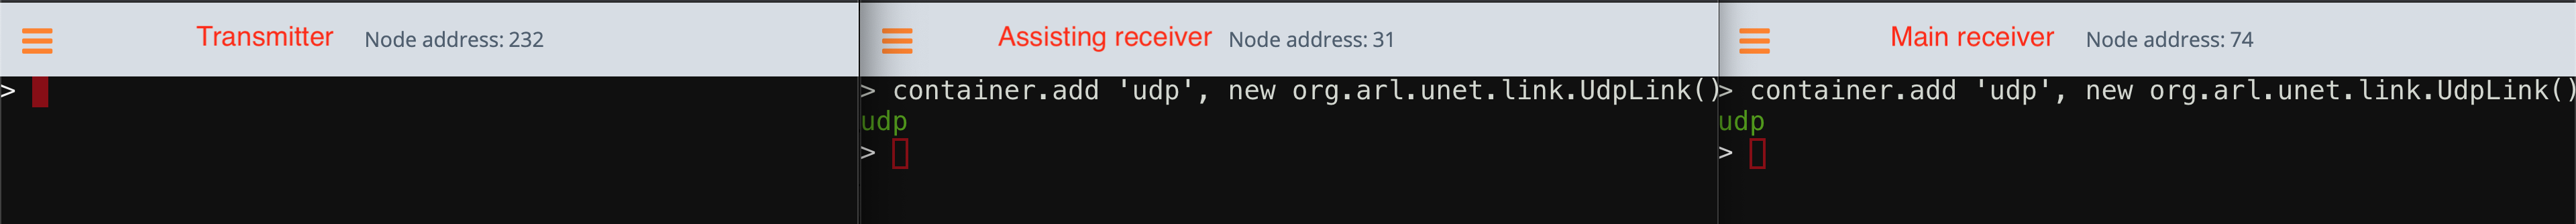 Transmitter Node address: 232
>
Assisting receiver Node address: 31
> container.add 'udp', new org.arl.unet.link.UdpLink()
udp
>
Main receiver Node address: 74
> container.add 'udp', new org.arl.unet.link.UdpLink()
udp
>